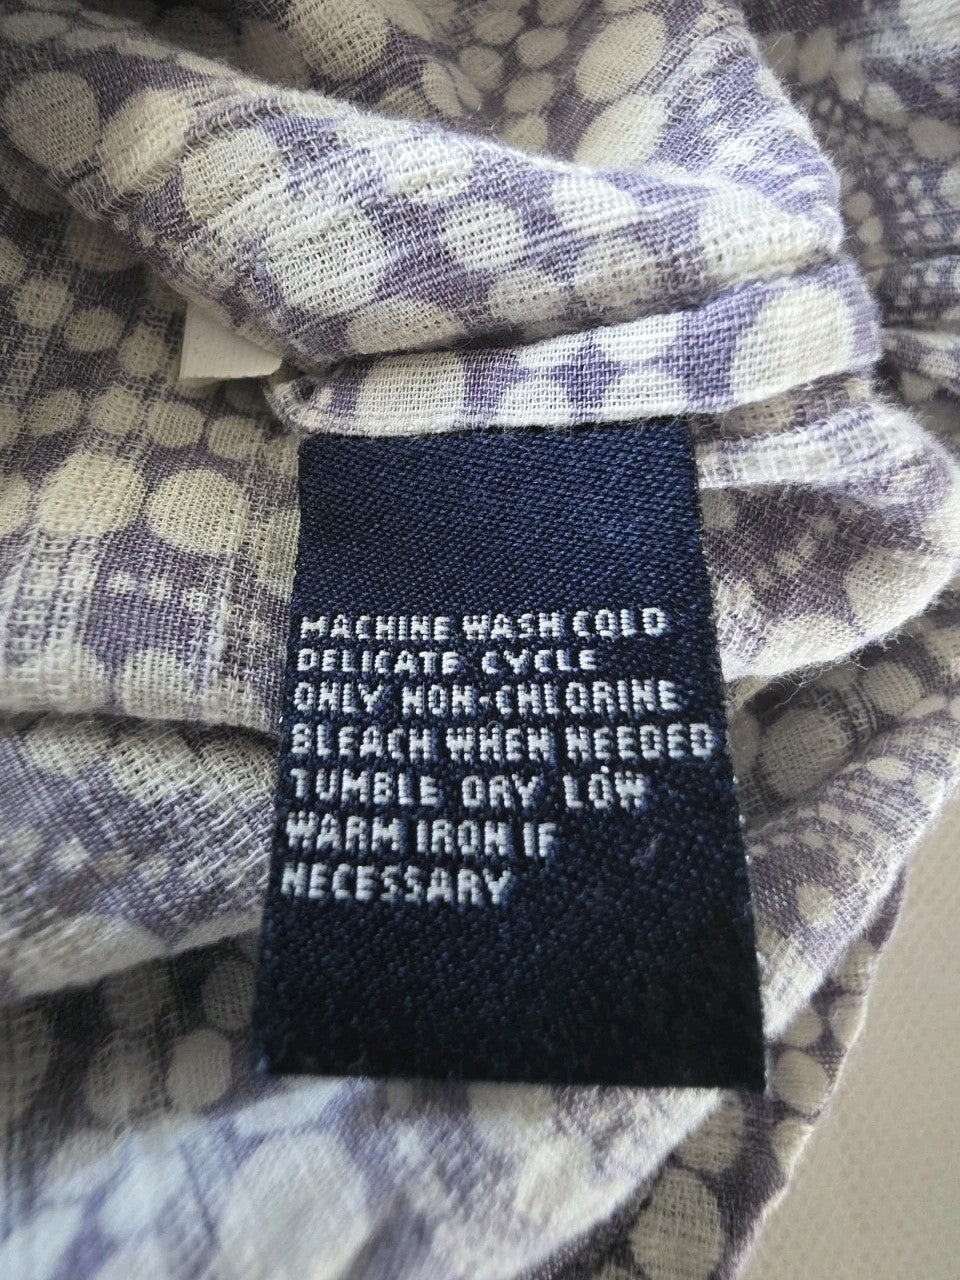 MACHINE WASH COLD
DELICATE CYCLE
ONLY NON-CHLORINE
BLEACH WHEN NEEDED
TUMBLE DRY LOW
WARM IRON IF
NECESSARY